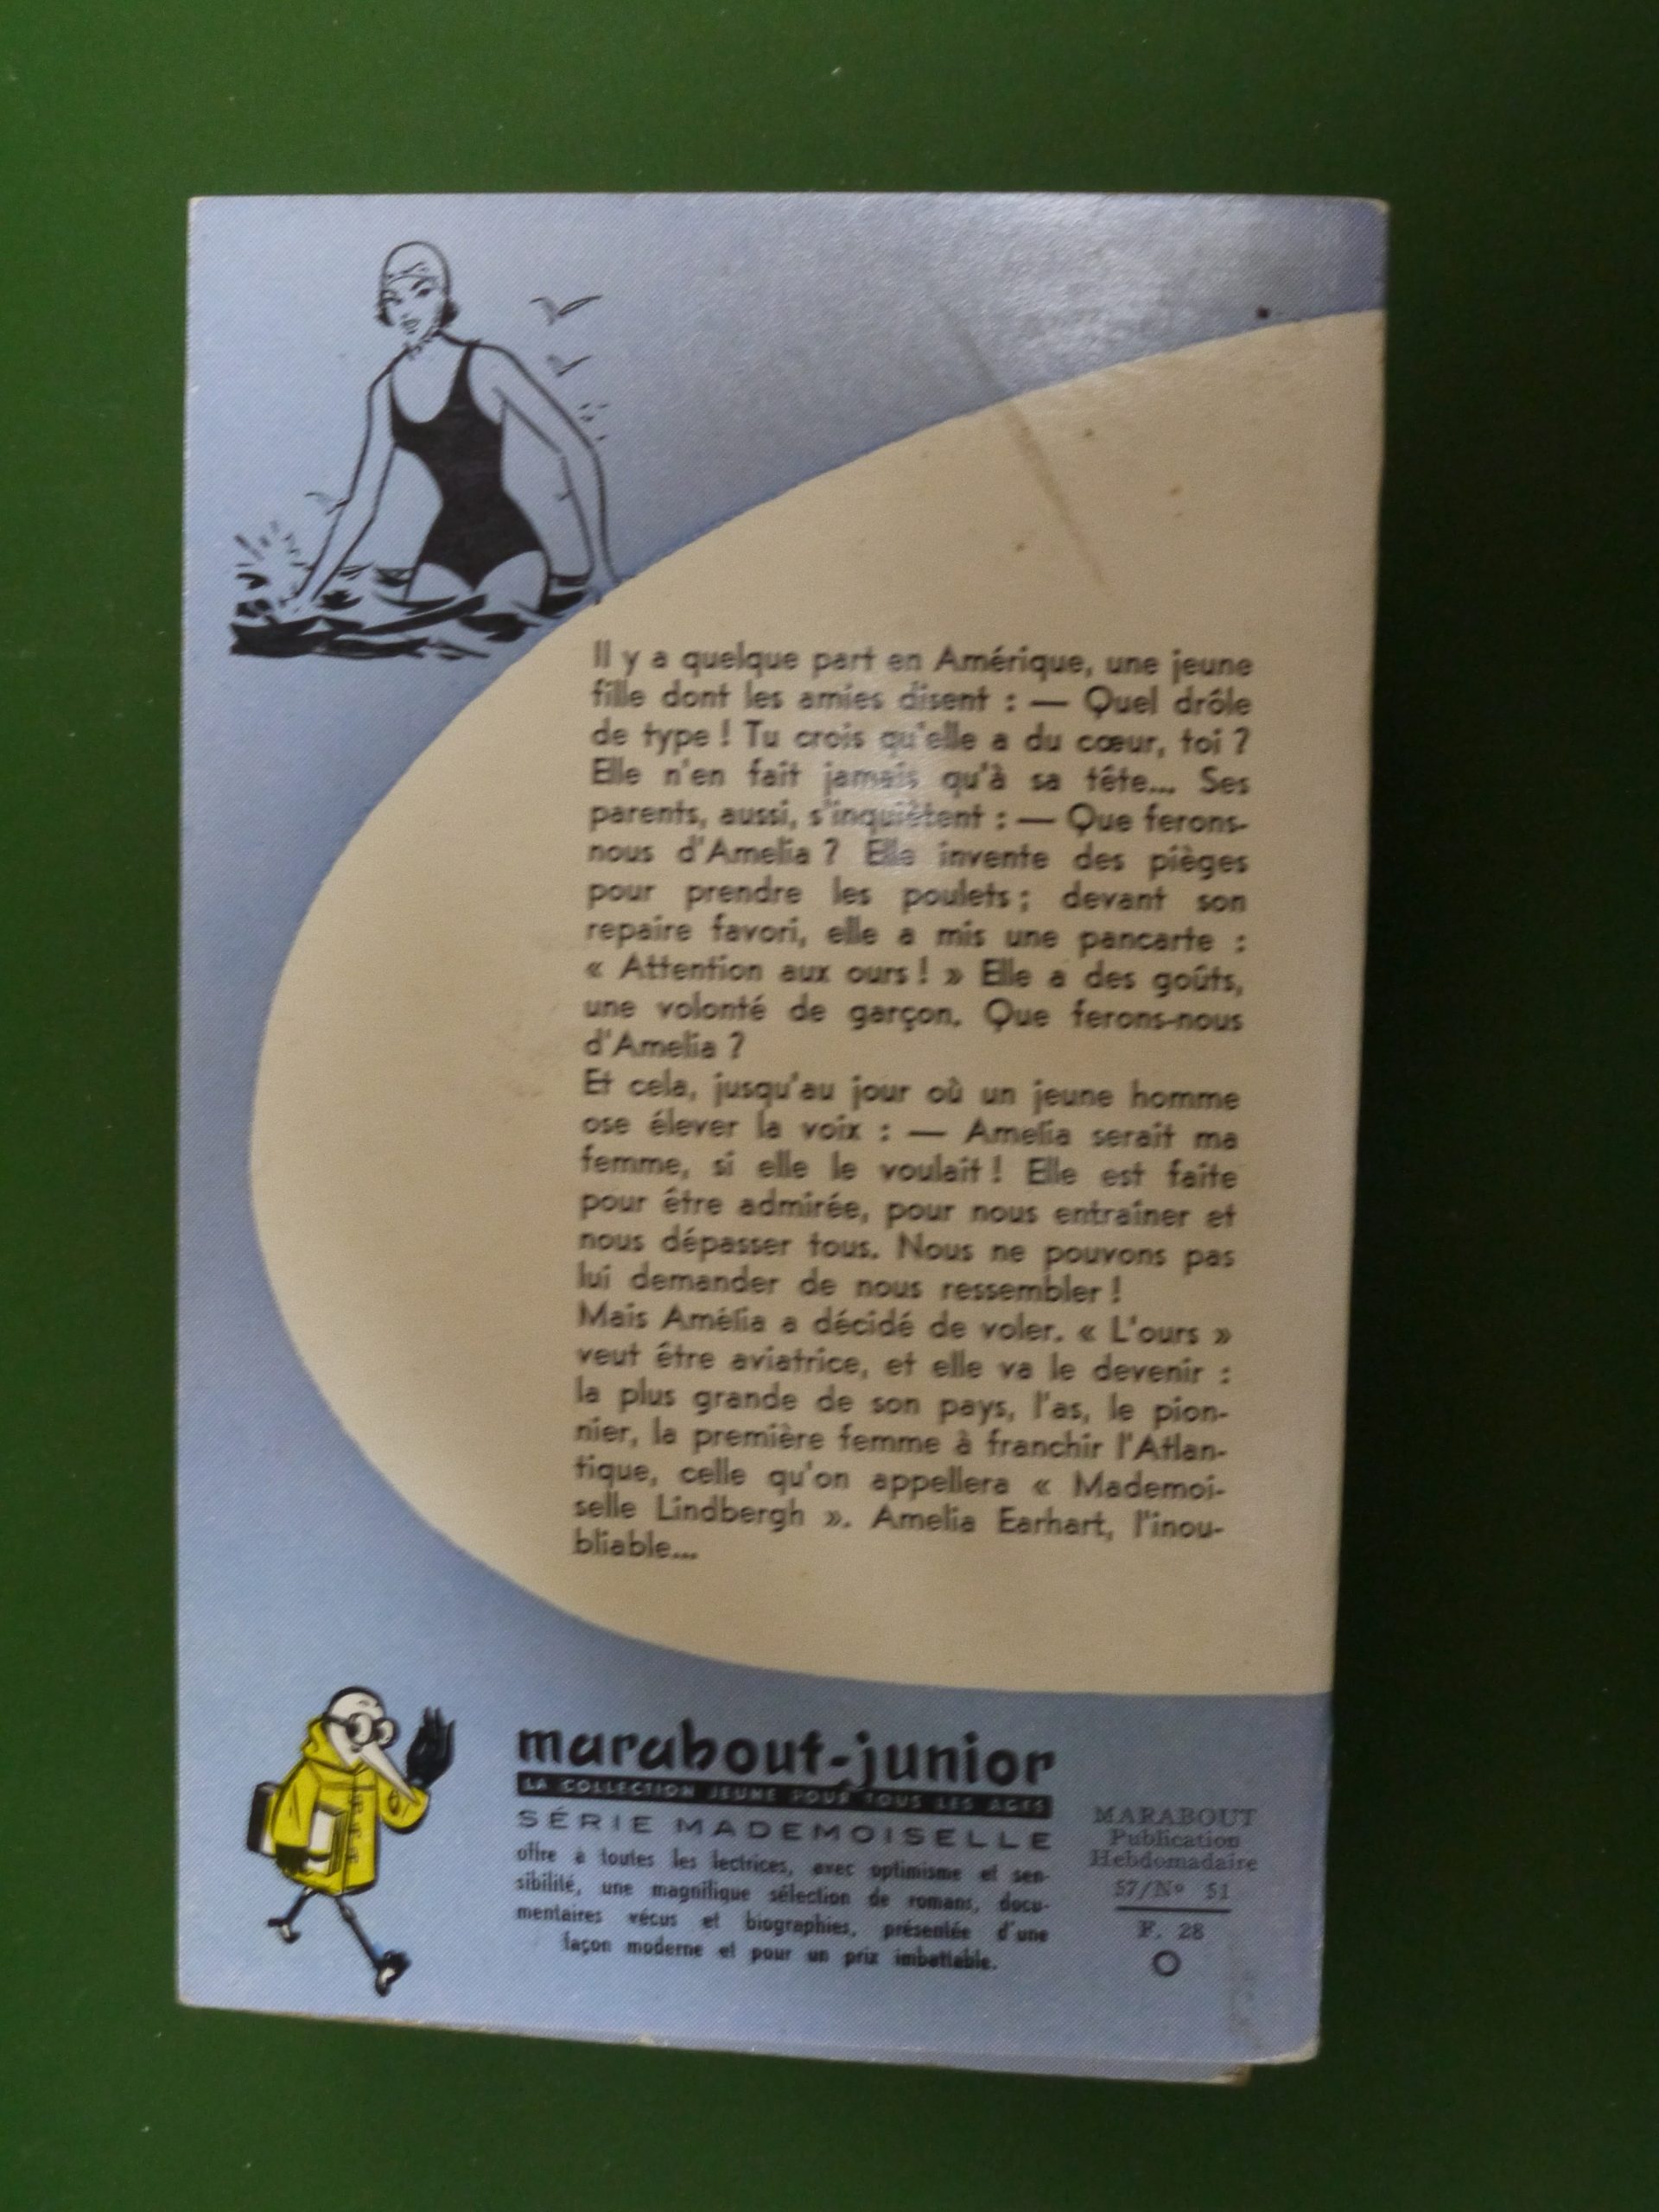 Il y a quelque part en Amérique, une jeune
fille dont les amies disent : — Quel drôle
de type ! Tu crois qu'elle a du cœur, toi ?
Elle n'en fait jamais qu'à sa tête... Ses
parents, aussi, s'inquiètent : — Que ferons-
nous d'Amelia ? Elle invente des pièges
pour prendre les poulets ; devant son
repaire favori, elle a mis une pancarte :
« Attention aux ours ! » Elle a des goûts,
une volonté de garçon. Que ferons-nous
d'Amelia ?
Et cela, jusqu'au jour où un jeune homme
ose élever la voix : — Amelia serait ma
femme, si elle le voulait ! Elle est faite
pour être admirée, pour nous entraîner et
nous dépasser tous. Nous ne pouvons pas
lui demander de nous ressembler !
Mais Amélia a décidé de voler. « L'ours »
veut être aviatrice, et elle va le devenir :
la plus grande de son pays, l'as, le pion-
nier, la première femme à franchir l'Atlan-
tique, celle qu'on appellera « Mademoi-
selle Lindbergh ». Amelia Earhart, l'inou-
bliable...
marabout-junior
LA COLLECTION JEUNE POUR TOUS LES AGES
SÉRIE MADEMOISELLE
offre à toutes les lectrices, avec optimisme et sen-
sibilité, une magnifique sélection de romans, docu-
mentaires vécus et biographies, présentée d'une
façon moderne et pour un prix imbattable.
MARABOUT
Publication
Hebdomadaire
57/Nº 51
F. 28